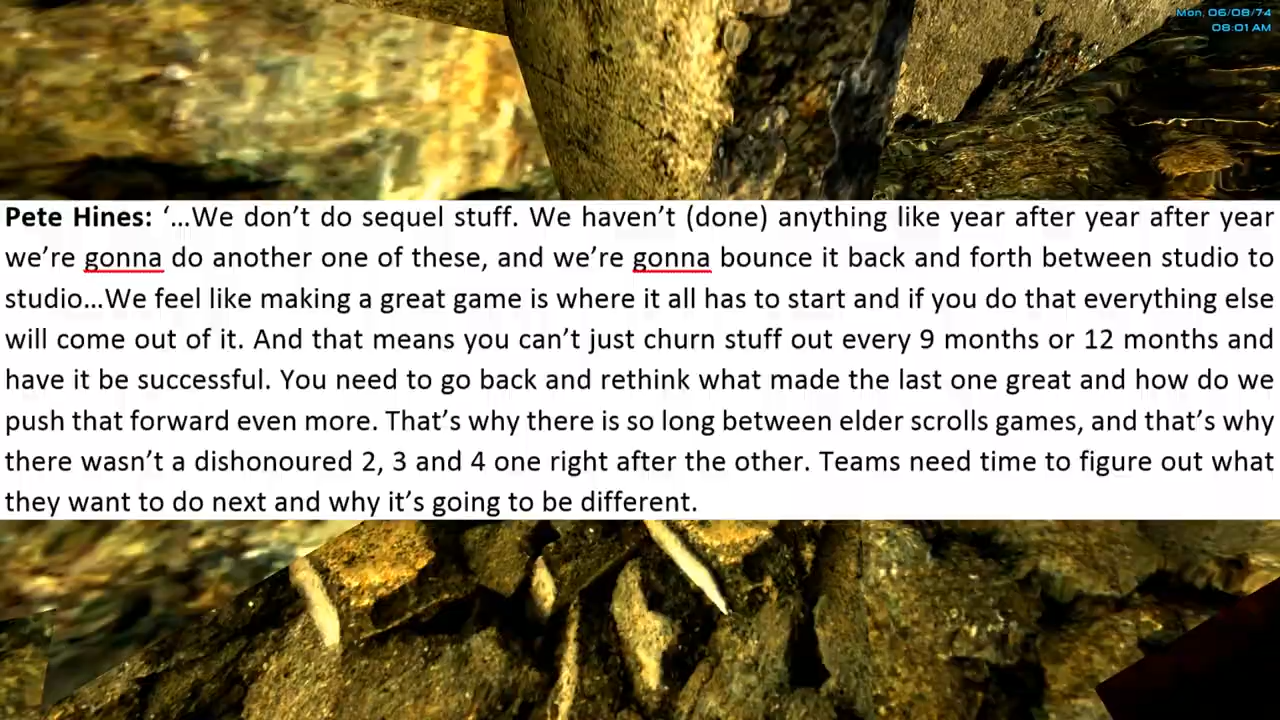 Mon, 06/08/74
08:01 AM
Pete Hines: ‘…We don’t do sequel stuff. We haven’t (done) anything like year after year after year
we’re gonna do another one of these, and we’re gonna bounce it back and forth between studio to
studio…We feel like making a great game is where it all has to start and if you do that everything else
will come out of it. And that means you can’t just churn stuff out every 9 months or 12 months and
have it be successful. You need to go back and rethink what made the last one great and how do we
push that forward even more. That’s why there is so long between elder scrolls games, and that’s why
there wasn’t a dishonoured 2, 3 and 4 one right after the other. Teams need time to figure out what
they want to do next and why it’s going to be different.